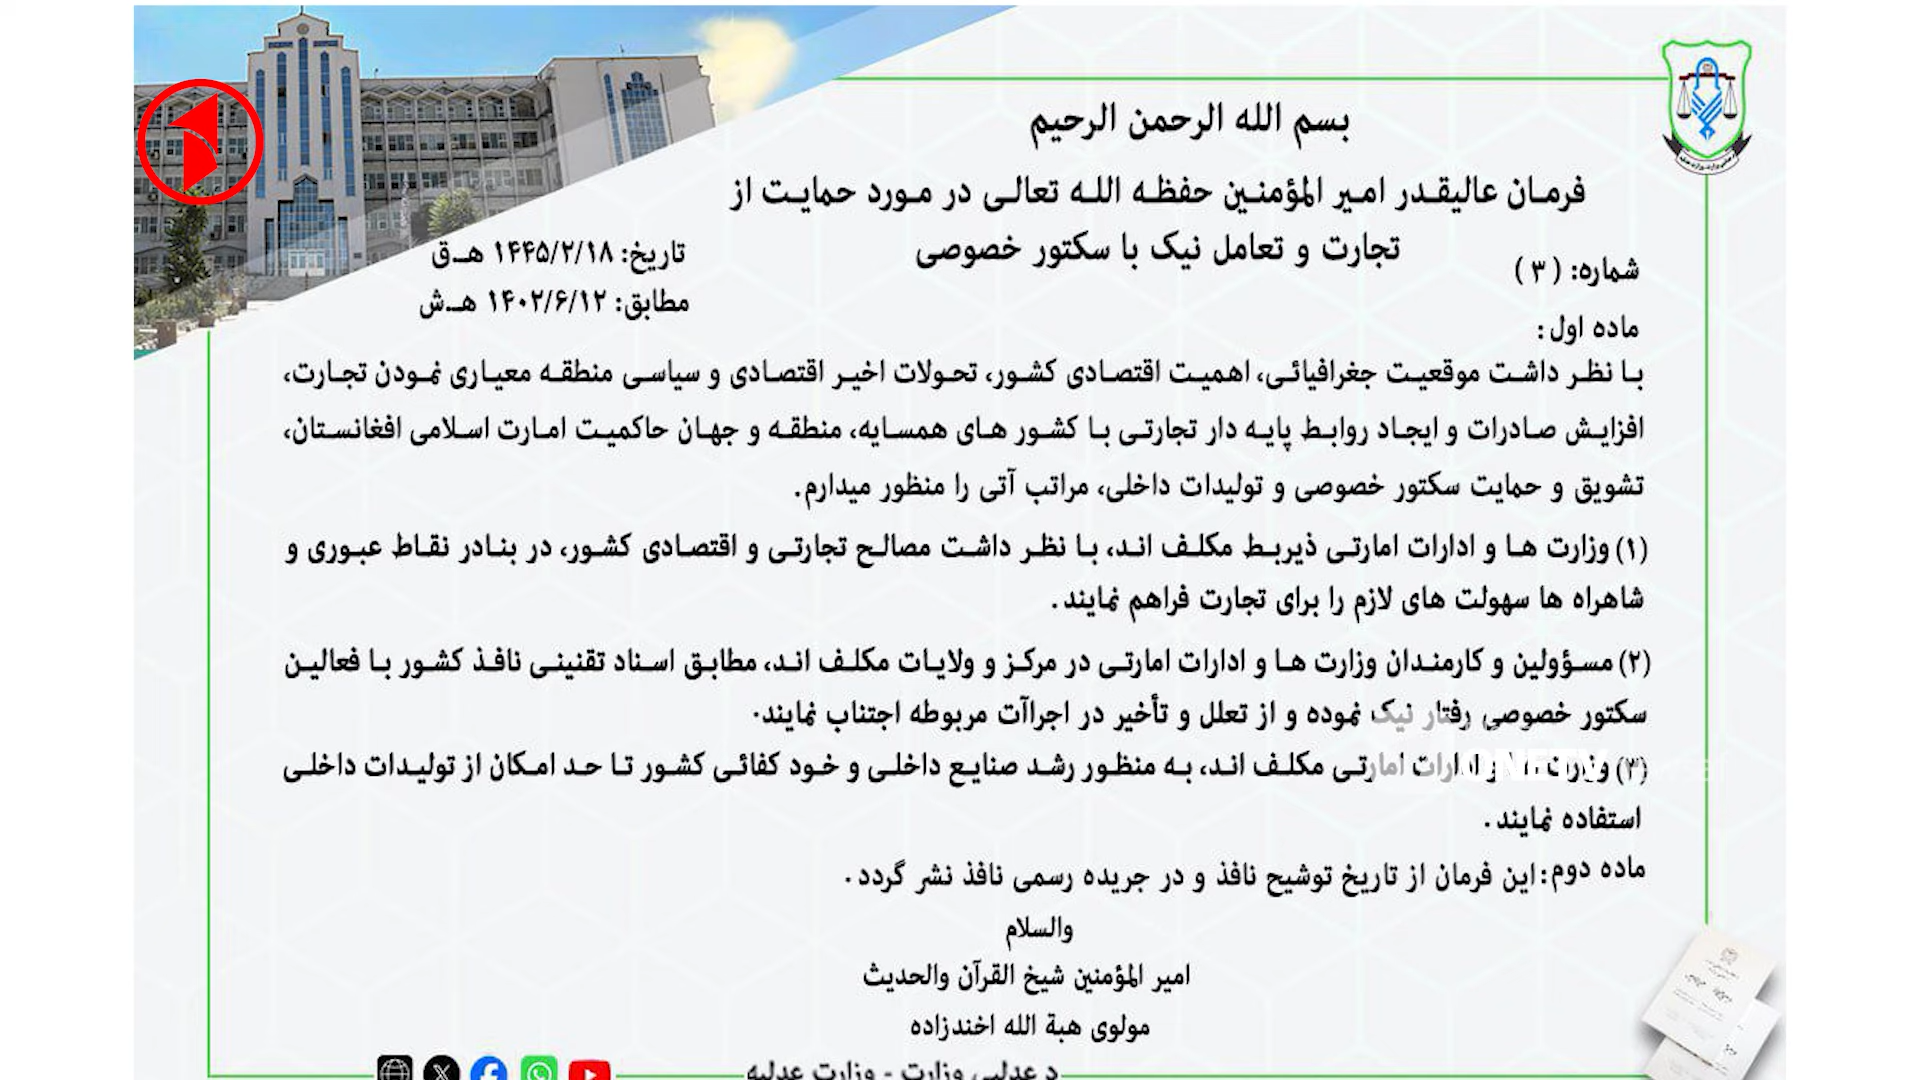 بسم الله الرحمن الرحیم
فرمان عالیقدر امیر المؤمنین حفظه الله تعالی در مورد حمایت از
تجارت و تعامل نیک با سکتور خصوصی
شماره: ( ۳ )
تاریخ: ۱۴۴۵/۲/۱۸ هـ ق
مطابق: ۱۴۰۲/۶/۱۲ هـ ش
ماده اول :
با نظر داشت موقعیت جغرافیائی، اهمیت اقتصادی کشور، تحولات اخیر اقتصادی و سیاسی منطقه معیاری نمودن تجارت،
افزایش صادرات و ایجاد روابط پایه دار تجارتی با کشور های همسایه، منطقه و جهان حاکمیت امارت اسلامی افغانستان،
تشویق و حمایت سکتور خصوصی و تولیدات داخلی، مراتب آتی را منظور میدارم.
(۱) وزارت ها و ادارات امارتی ذیربط مکلف اند، با نظر داشت مصالح تجارتی و اقتصادی کشور، در بنادر نقاط عبوری و
شاهراه ها سهولت های لازم را برای تجارت فراهم نمایند.
(۲) مسؤولین و کارمندان وزارت ها و ادارات امارتی در مرکز و ولایات مکلف اند، مطابق اسناد تقنینی نافذ کشور با فعالین
سکتور خصوصی رفتار نیک نموده و از تعلل و تأخیر در اجراآت مربوطه اجتناب نمایند.
(۳) وزارت ها و ادارات امارتی مکلف اند، به منظور رشد صنایع داخلی و خود کفائی کشور تا حد امکان از تولیدات داخلی
استفاده نمایند.
ONETV
ماده دوم: این فرمان از تاریخ توشیح نافذ و در جریده رسمی نافذ نشر گردد.
والسلام
امیر المؤمنین شیخ القرآن والحدیث
مولوی هبة الله اخندزاده
د عدلیې وزارت - وزارت عدلیه